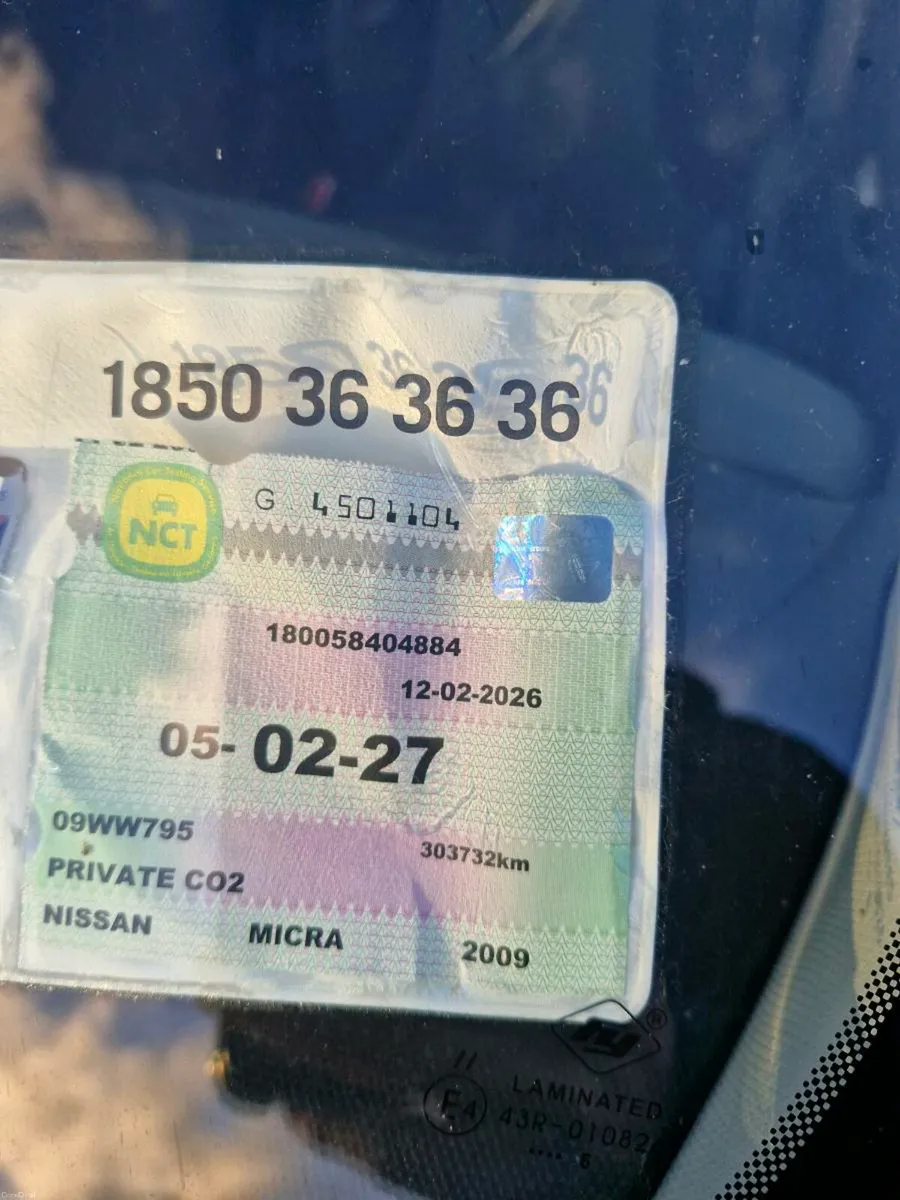 1850 36 36 36
NCT
G 4501104
180058404884
12-02-2026
05-02-27
09WW795
303732km
PRIVATE CO2
NISSAN MICRA 2009
LAMINATED
E4 43R-01082